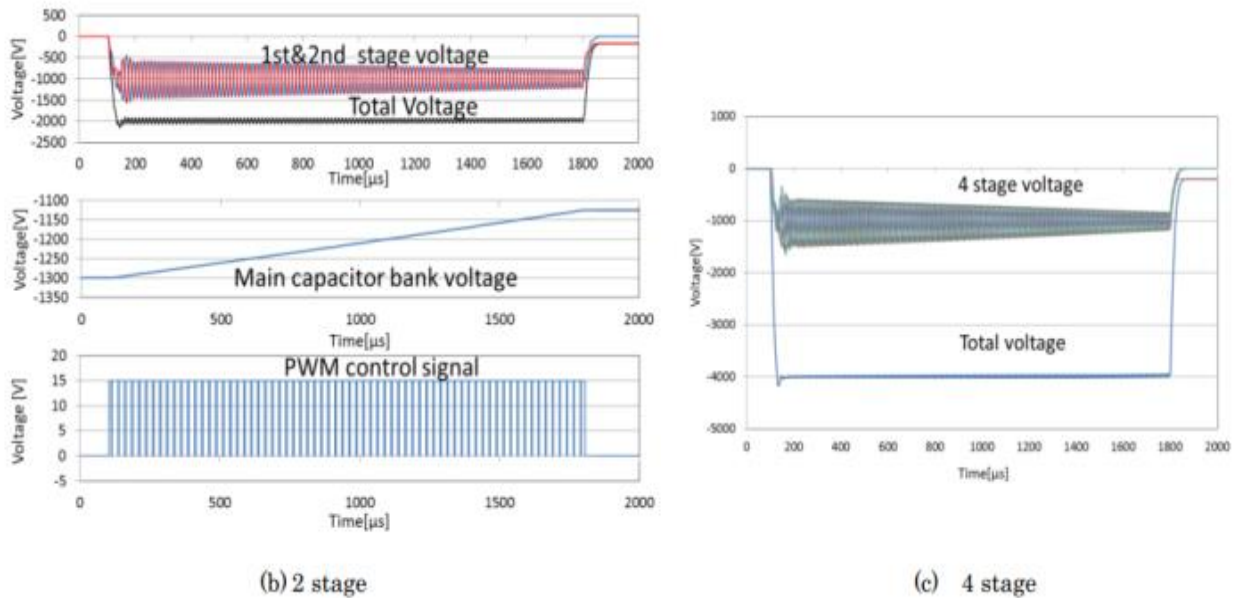 500
0
-500
-1000
-1500
-2000
-2500
Voltage[V]
1st&2nd stage voltage
Total Voltage
0 200 400 600 800 1000 1200 1400 1600 1800 2000
Time[μs]
-1100
-1150
-1200
-1250
-1300
-1350
Voltage[V]
Main capacitor bank voltage
0 500 1000 1500 2000
Time[μs]
20
15
10
5
0
-5
Voltage [V]
PWM control signal
0 500 1000 1500 2000
Time[μs]
(b) 2 stage
1000
0
-1000
-2000
-3000
-4000
-5000
Voltage[V]
4 stage voltage
Total voltage
0 200 400 600 800 1000 1200 1400 1600 1800 2000
Time[μs]
(c) 4 stage